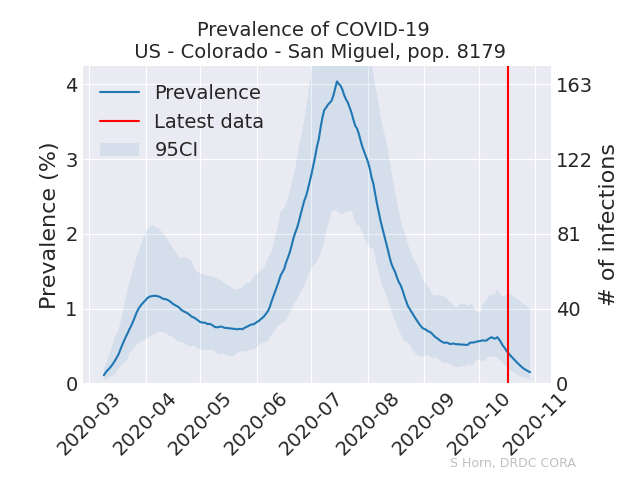 Prevalence of COVID-19
US - Colorado - San Miguel, pop. 8179
Prevalence
Latest data
95CI
Prevalence (%)
4
3
2
1
0
163
122
81
40
0
# of infections
2020-03
2020-04
2020-05
2020-06
2020-07
2020-08
2020-09
2020-10
2020-11
S Horn, DRDC CORA